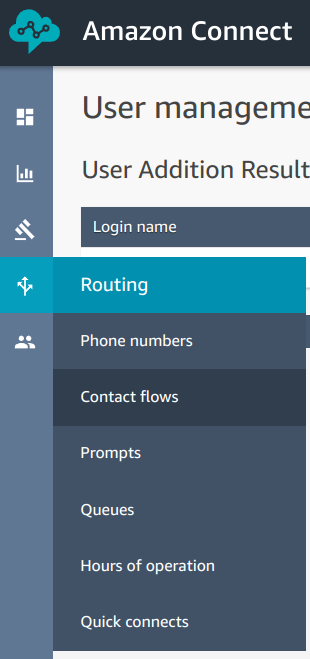 Amazon Connect
User manageme
User Addition Result
Login name
Routing
Phone numbers
Contact flows
Prompts
Queues
Hours of operation
Quick connects